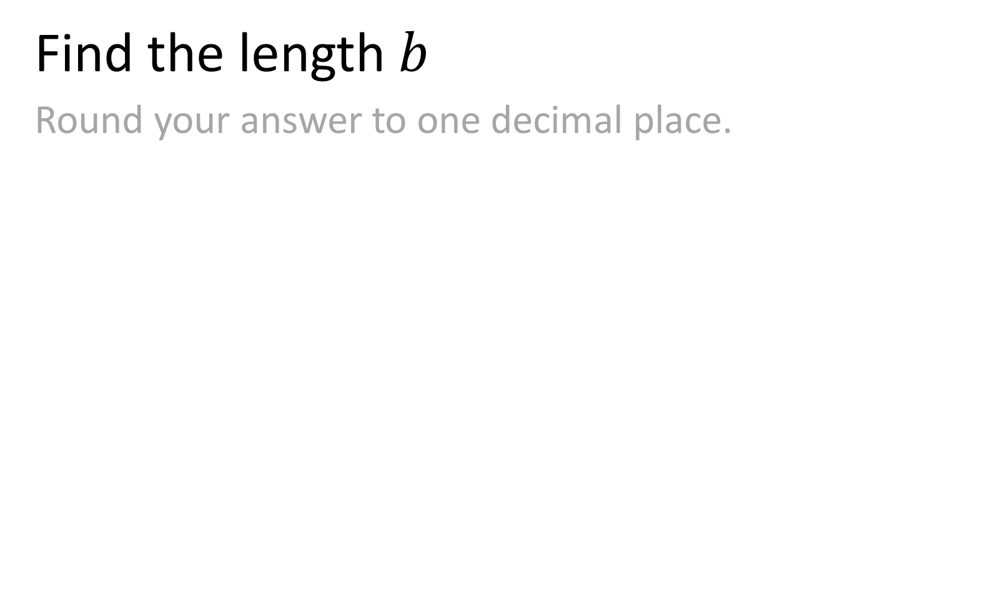 Find the length b
Round your answer to one decimal place.